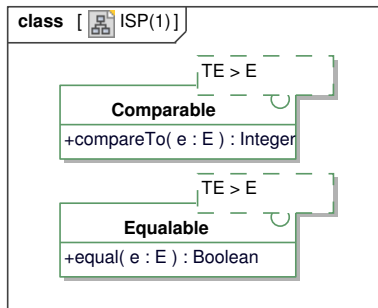 class [ ISP(1) ]
TE > E
Comparable
+compareTo( e : E ) : Integer
TE > E
Equalable
+equal( e : E ) : Boolean